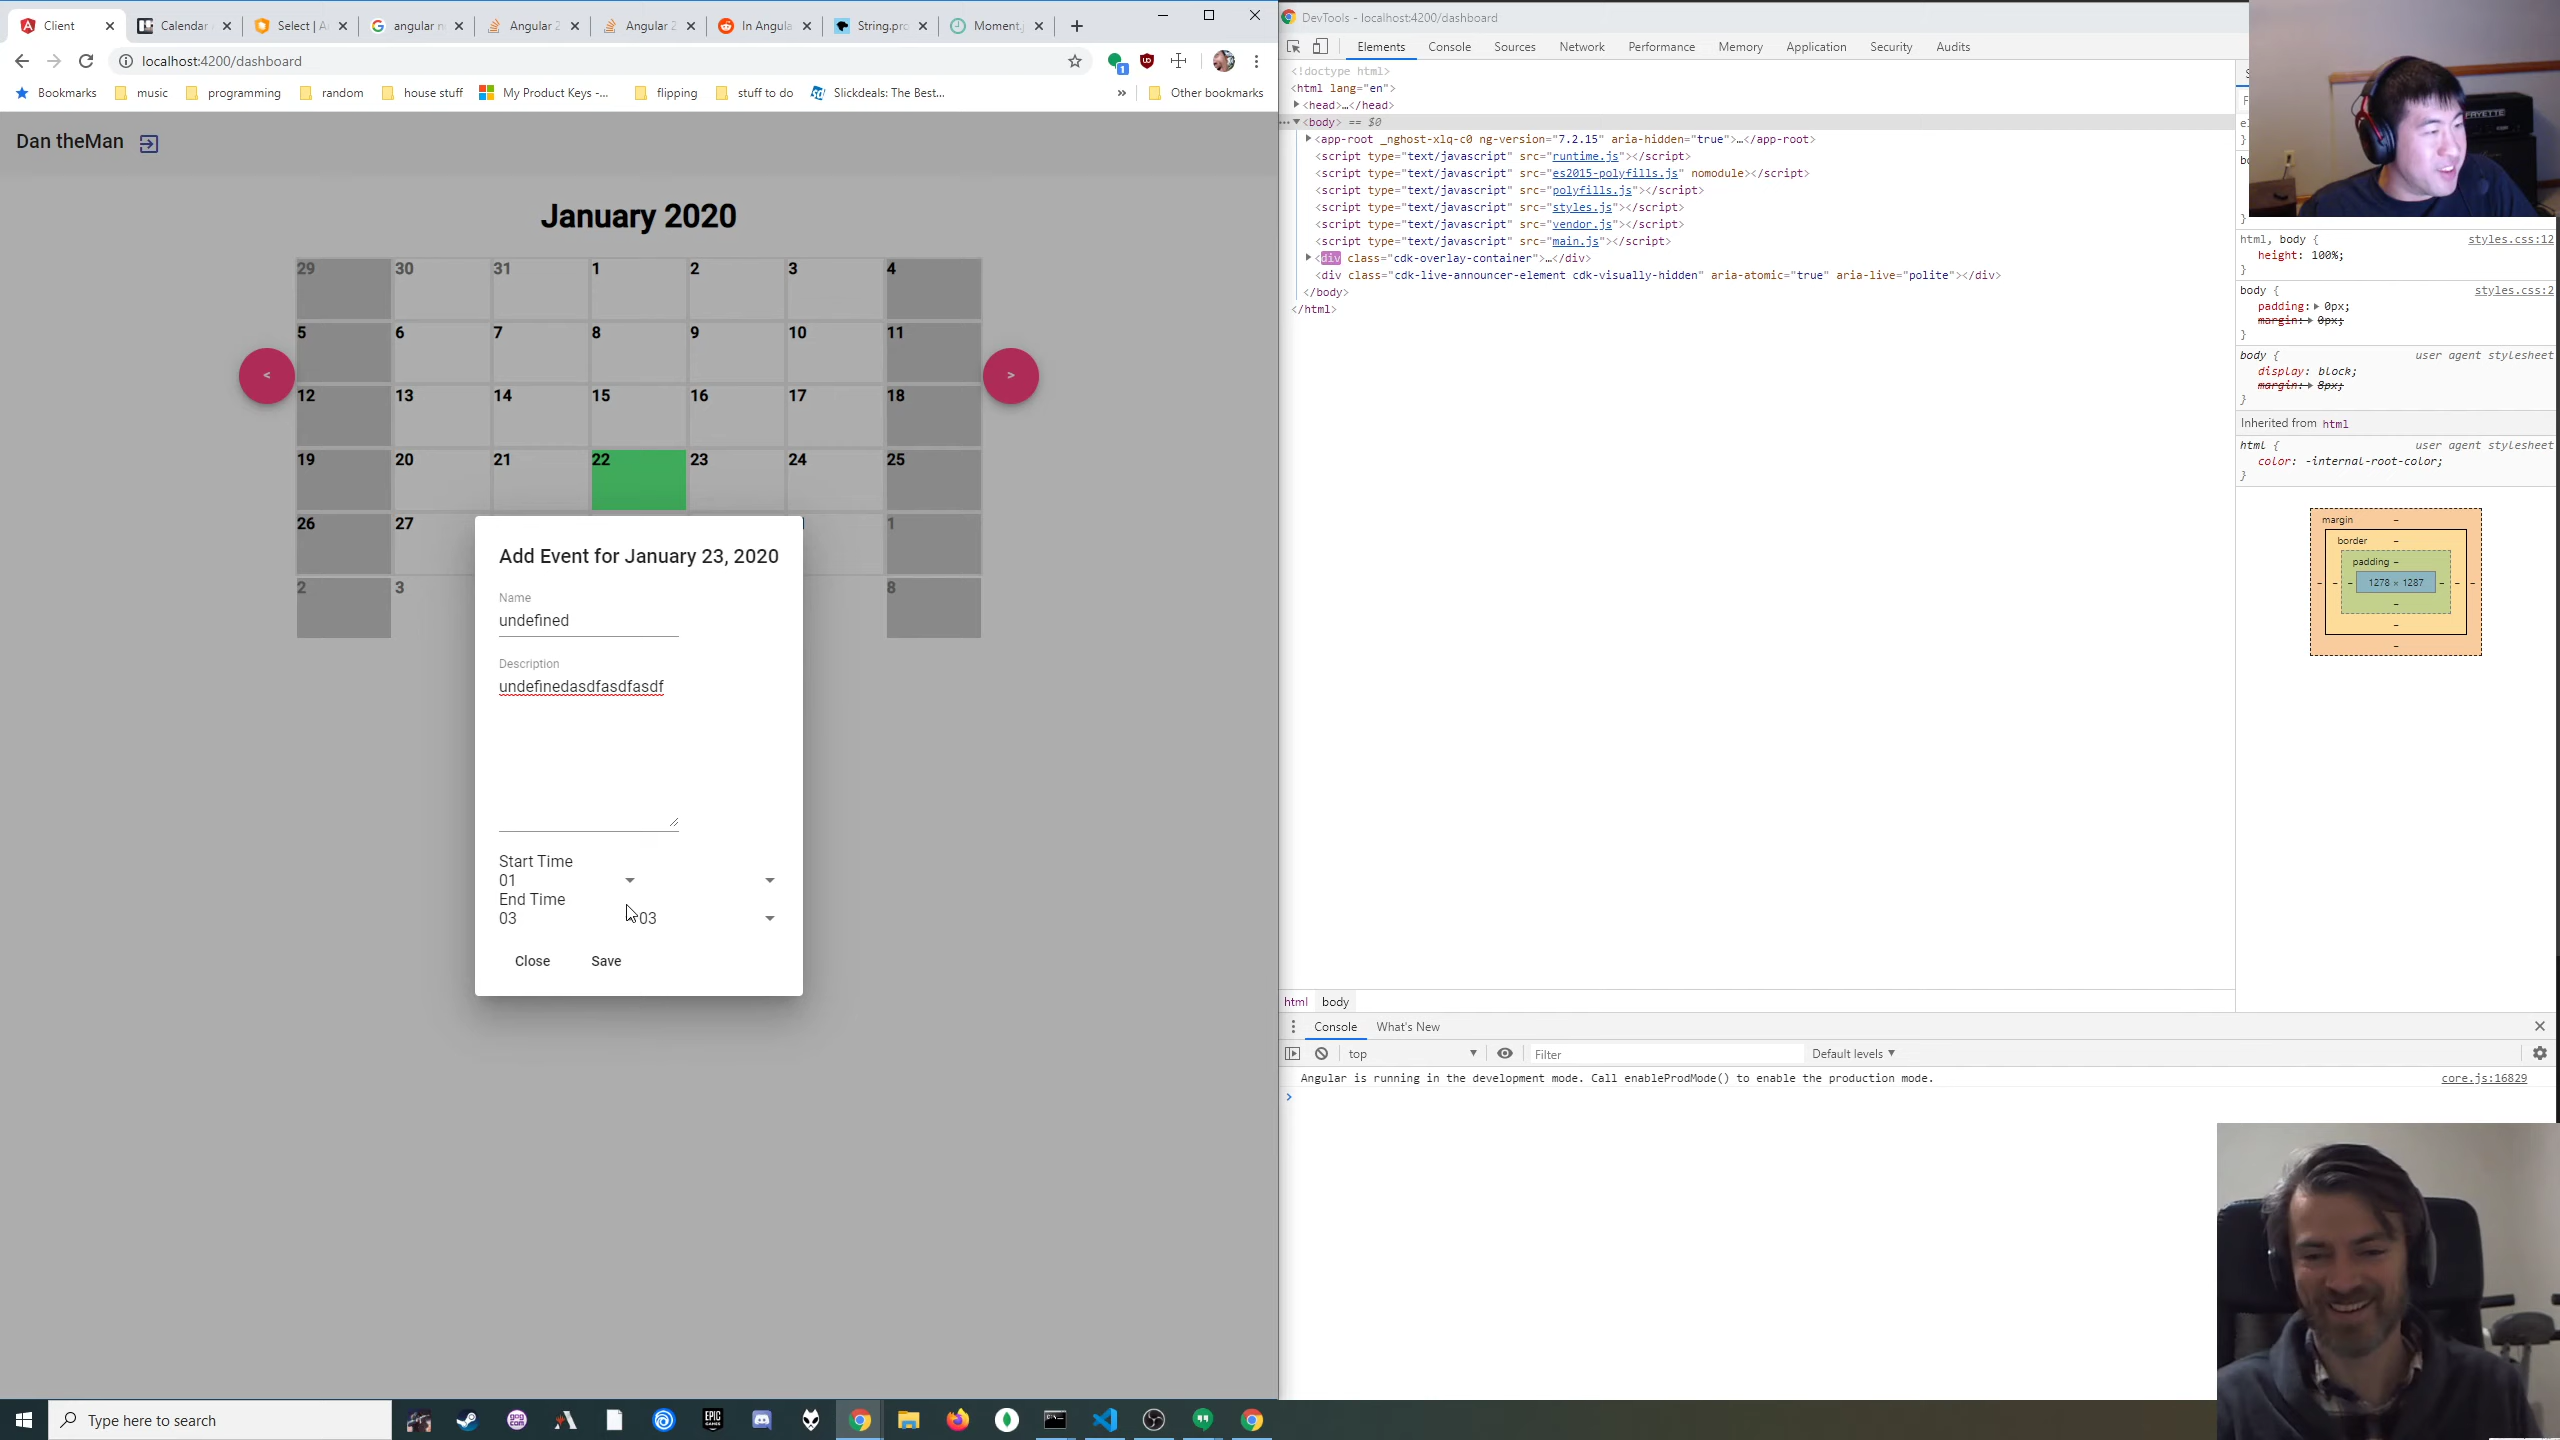 Client
Calendar
Select | A
angular n
Angular 2
Angular 2
In Angula
String.pro
Moment.j
localhost:4200/dashboard
1
Bookmarks
music
programming
random
house stuff
My Product Keys -...
flipping
stuff to do
Slickdeals: The Best...
»
Other bookmarks
Dan theMan
January 2020
29 30 31 1 2 3 4
5 6 7 8 9 10 11
<
>
12 13 14 15 16 17 18
19 20 21 22 23 24 25
26 27 1
2 3 8
Add Event for January 23, 2020
Name
undefined
Description
undefinedasdfasdfasdf
Start Time
01
End Time
03 03
Close Save
Type here to search
DevTools - localhost:4200/dashboard
Elements Console Sources Network Performance Memory Application Security Audits
<!doctype html>
<html lang="en">
<head>…</head>
<body> == $0
<app-root _nghost-xlq-c0 ng-version="7.2.15" aria-hidden="true">…</app-root>
<script type="text/javascript" src="runtime.js"></script>
<script type="text/javascript" src="es2015-polyfills.js" nomodule></script>
<script type="text/javascript" src="polyfills.js"></script>
<script type="text/javascript" src="styles.js"></script>
<script type="text/javascript" src="vendor.js"></script>
<script type="text/javascript" src="main.js"></script>
<div class="cdk-overlay-container">…</div>
<div class="cdk-live-announcer-element cdk-visually-hidden" aria-atomic="true" aria-live="polite"></div>
</body>
</html>
html, body { styles.css:12
height: 100%;
}
body { styles.css:2
padding: 0px;
margin: 0px;
}
body { user agent stylesheet
display: block;
margin: 8px;
}
Inherited from html
html { user agent stylesheet
color: -internal-root-color;
}
margin –
border –
padding –
– – – 1278 × 1287 – – –
–
–
–
html body
Console What's New
top
Filter
Default levels
Angular is running in the development mode. Call enableProdMode() to enable the production mode. core.js:16829
>